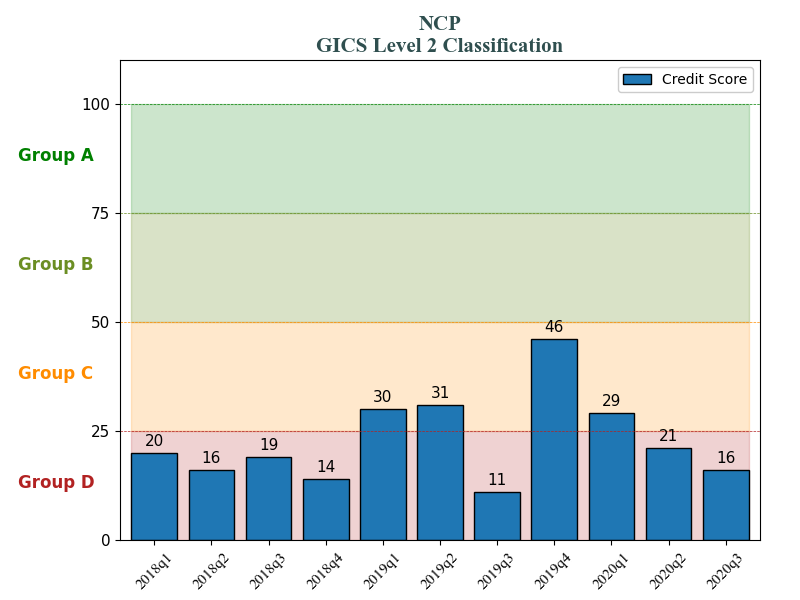 NCP
GICS Level 2 Classification
Credit Score
100
Group A
75
Group B
50
46
Group C
30
31
29
25
20
16
19
14
11
21
16
Group D
0
2018q1
2018q2
2018q3
2018q4
2019q1
2019q2
2019q3
2019q4
2020q1
2020q2
2020q3